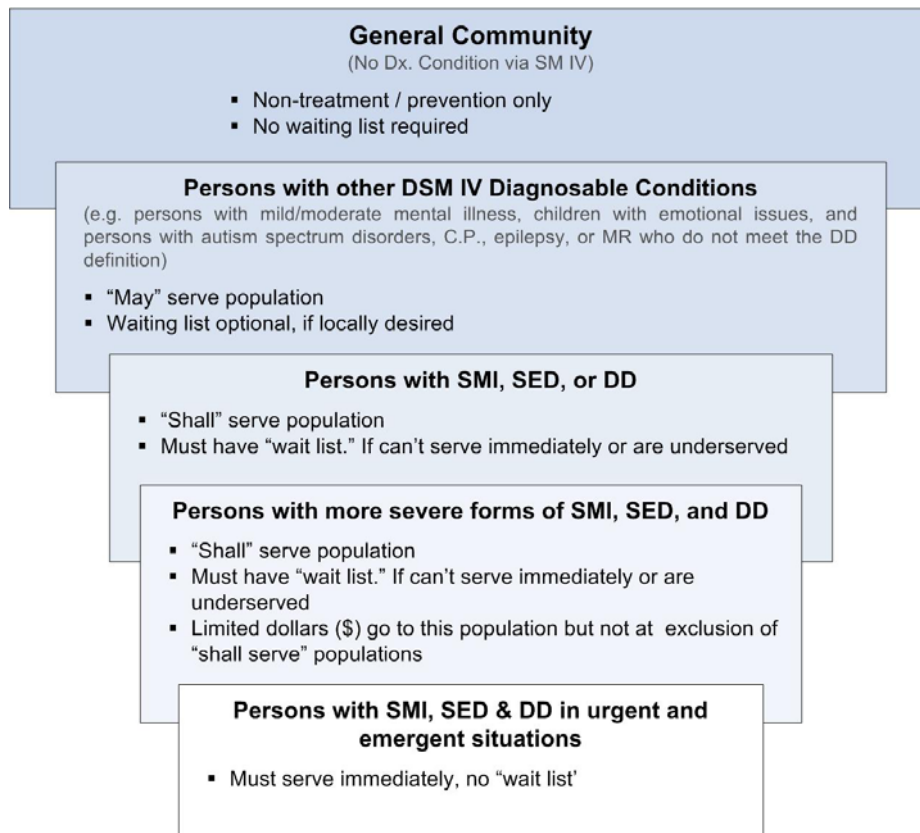 General Community
(No Dx. Condition via SM IV)
▪ Non-treatment / prevention only
▪ No waiting list required
Persons with other DSM IV Diagnosable Conditions
(e.g. persons with mild/moderate mental illness, children with emotional issues, and
persons with autism spectrum disorders, C.P., epilepsy, or MR who do not meet the DD
definition)
▪ “May” serve population
▪ Waiting list optional, if locally desired
Persons with SMI, SED, or DD
▪ “Shall” serve population
▪ Must have “wait list.” If can’t serve immediately or are underserved
Persons with more severe forms of SMI, SED, and DD
▪ “Shall” serve population
▪ Must have “wait list.” If can’t serve immediately or are
underserved
▪ Limited dollars ($) go to this population but not at exclusion of
“shall serve” populations
Persons with SMI, SED & DD in urgent and
emergent situations
▪ Must serve immediately, no “wait list’